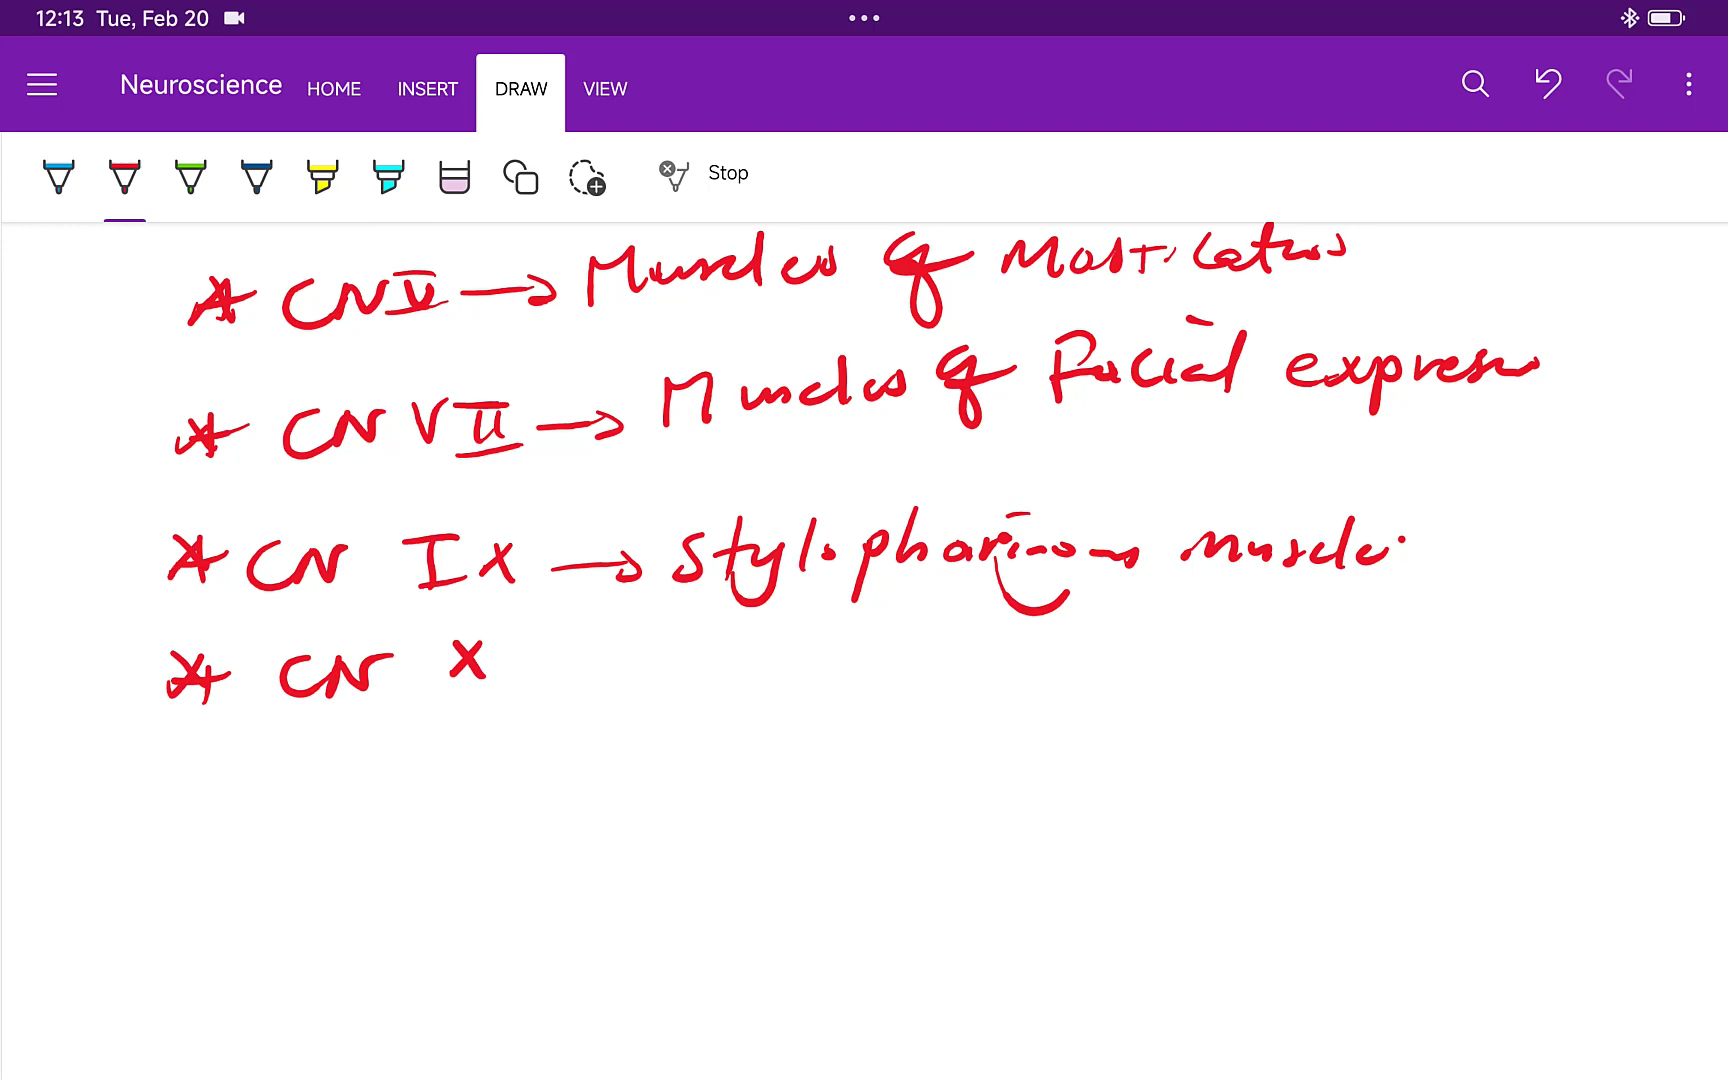 12:13 Tue, Feb 20
Neuroscience HOME INSERT DRAW VIEW
Stop
* CN V → Muscles of Mastication
* CN VII → Muscles of Facial expression
* CN IX → Stylopharingous muscle.
* CN X